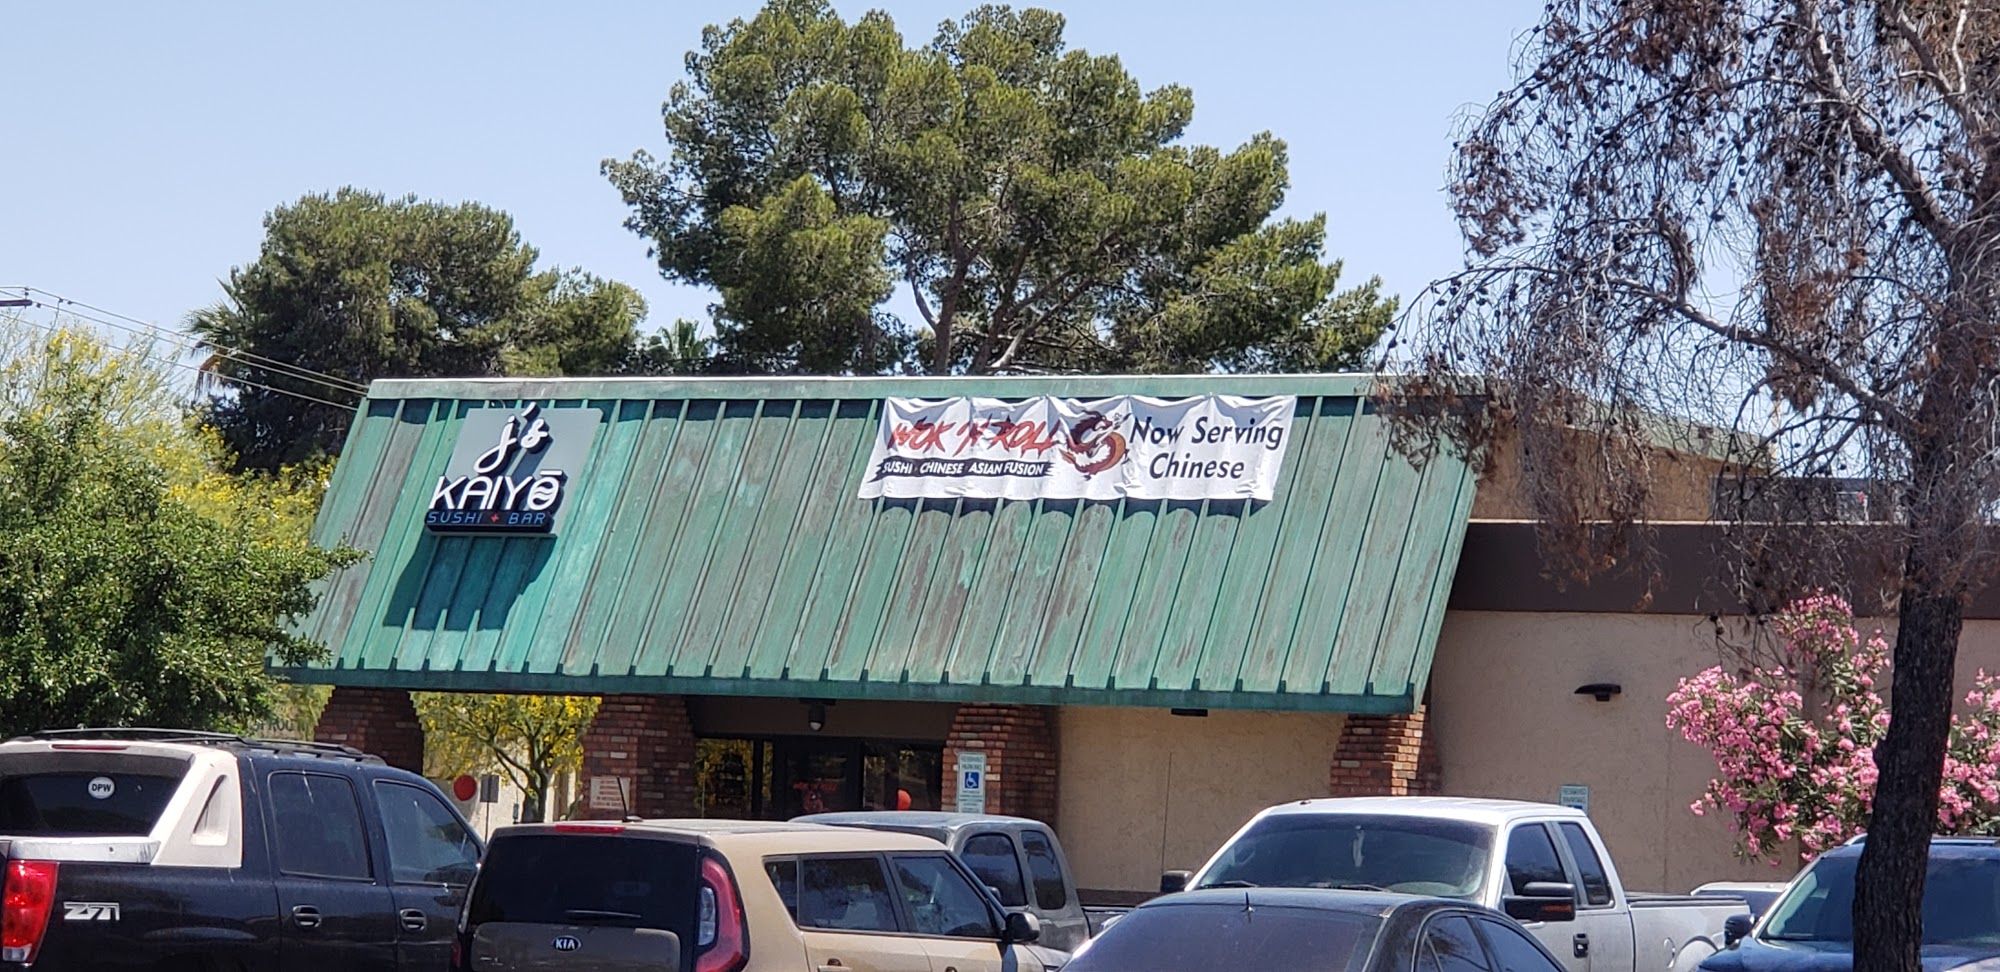 j's
KAIYō
SUSHI + BAR
WOK 'N' ROLL
SUSHI CHINESE ASIAN FUSION
Now Serving
Chinese
DPW
Z71
KIA